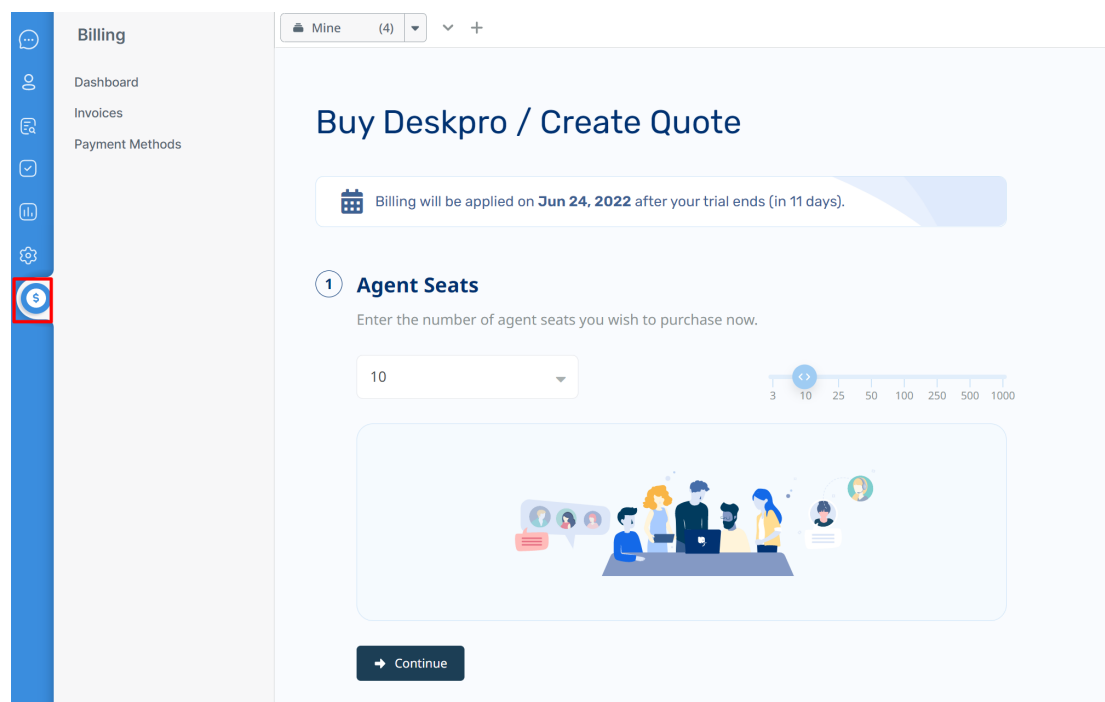 Billing
Dashboard
Invoices
Payment Methods
Mine (4)
Buy Deskpro / Create Quote
Billing will be applied on Jun 24, 2022 after your trial ends (in 11 days).
1 Agent Seats
Enter the number of agent seats you wish to purchase now.
10
3 10 25 50 100 250 500 1000
Continue